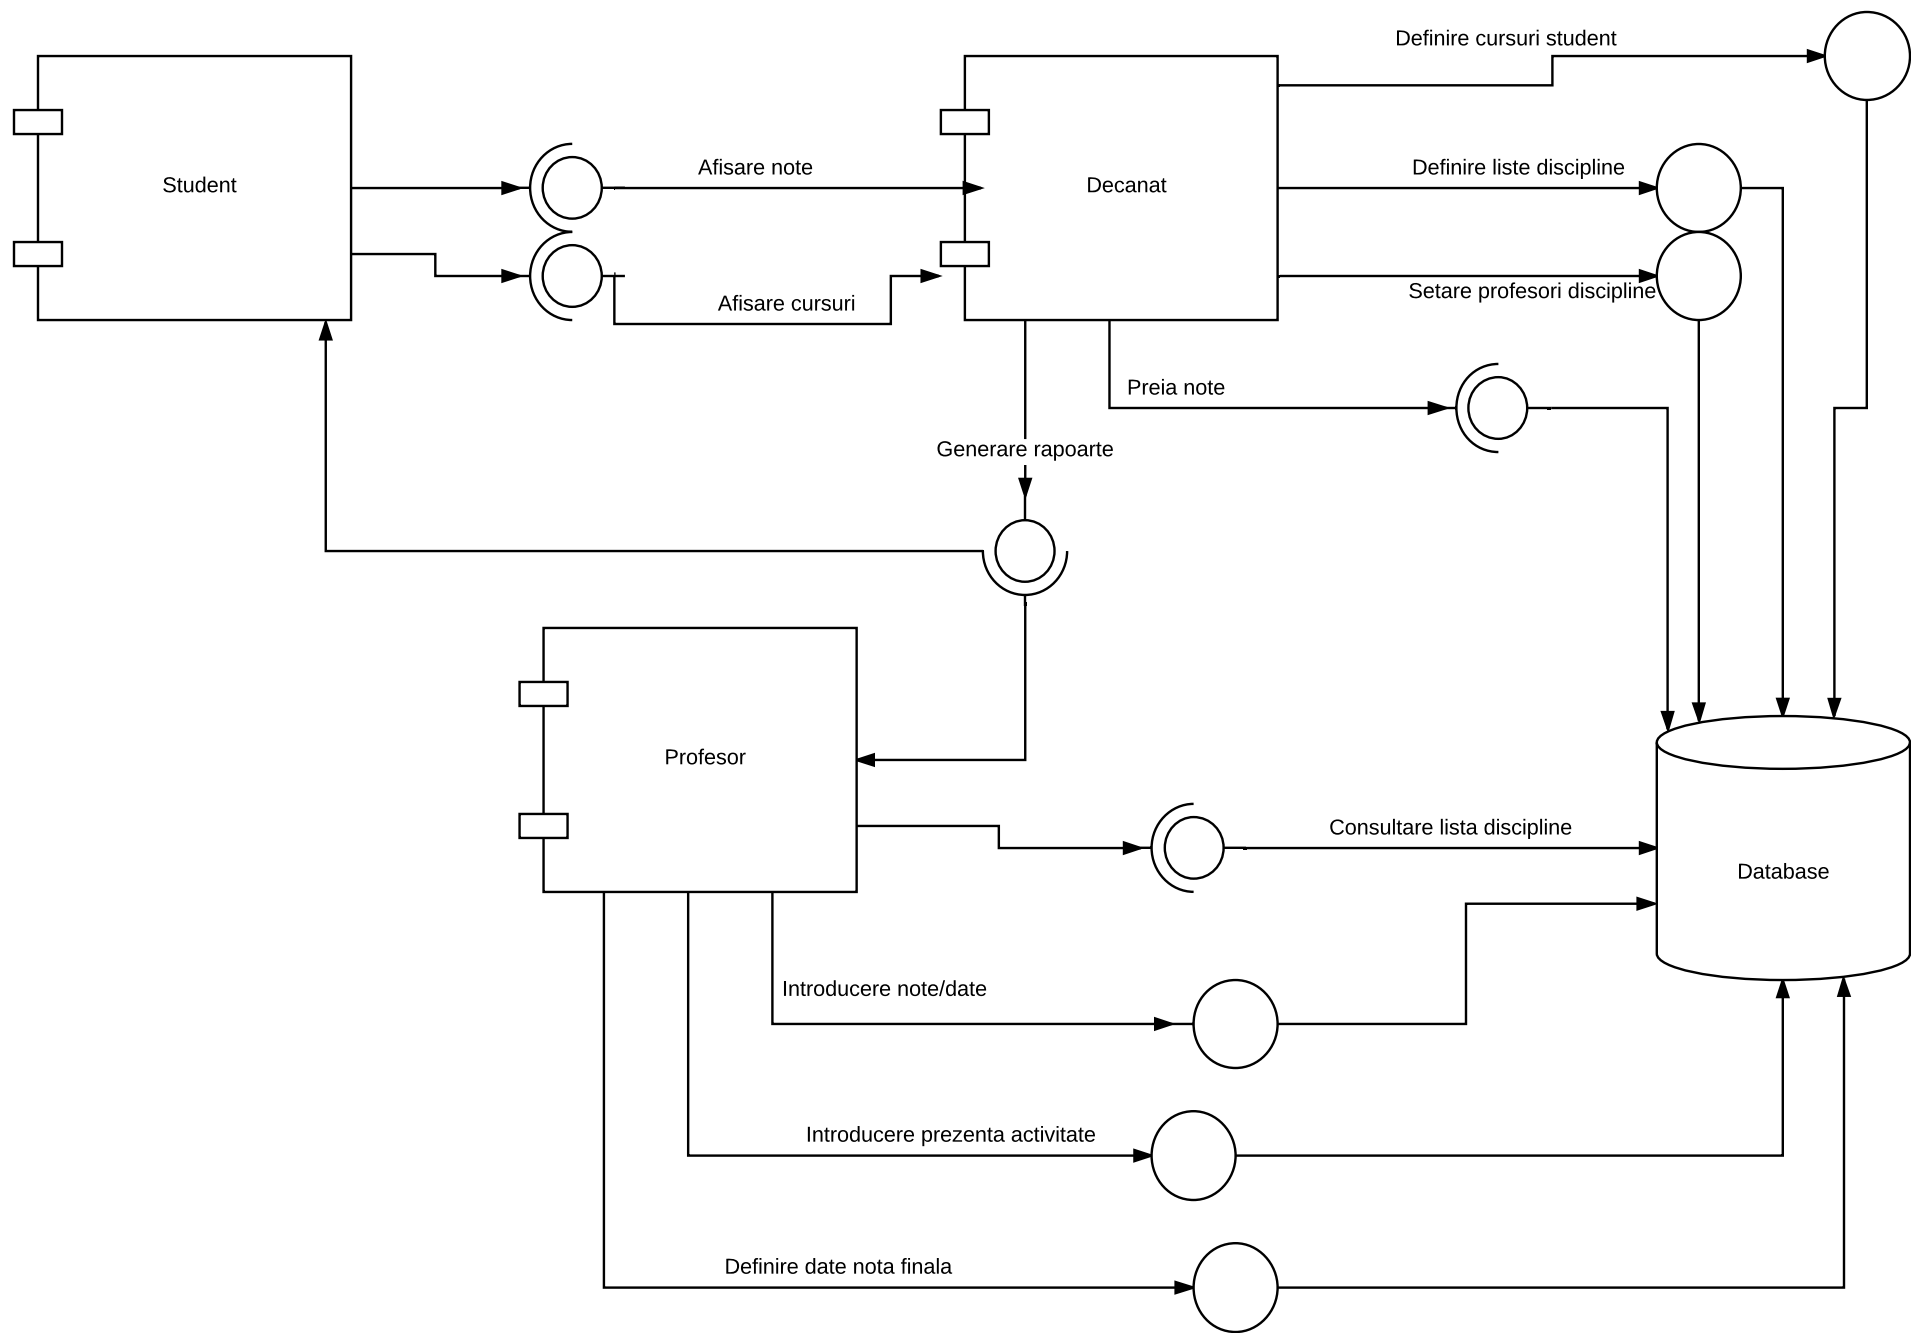 Definire cursuri student
Student
Afisare note
Decanat
Definire liste discipline
Afisare cursuri
Setare profesori discipline
Preia note
Generare rapoarte
Profesor
Consultare lista discipline
Database
Introducere note/date
Introducere prezenta activitate
Definire date nota finala